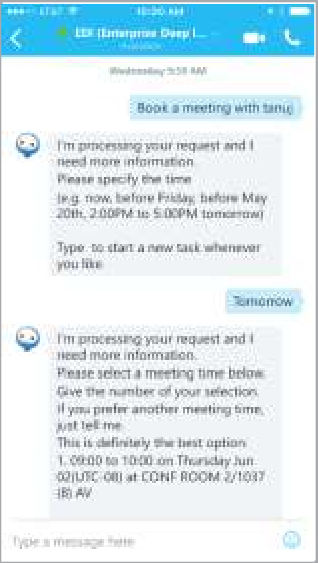 AT&T
10:00 AM
EDI (Enterprise Deep I...
Wednesday 9:59 AM
Book a meeting with tanuj
I'm processing your request and I
need more information.
Please specify the time
(e.g. now, before Friday, before May
20th, 2:00PM to 5:00PM tomorrow)
Type to start a new task whenever
you like
Tomorrow
I'm processing your request and I
need more information.
Please select a meeting time below.
Give the number of your selection.
If you prefer another meeting time,
just tell me.
This is definitely the best option
1. 09:00 to 10:00 on Thursday Jun
02(UTC-08) at CONF ROOM 2/1037
(8) AV
Type a message here